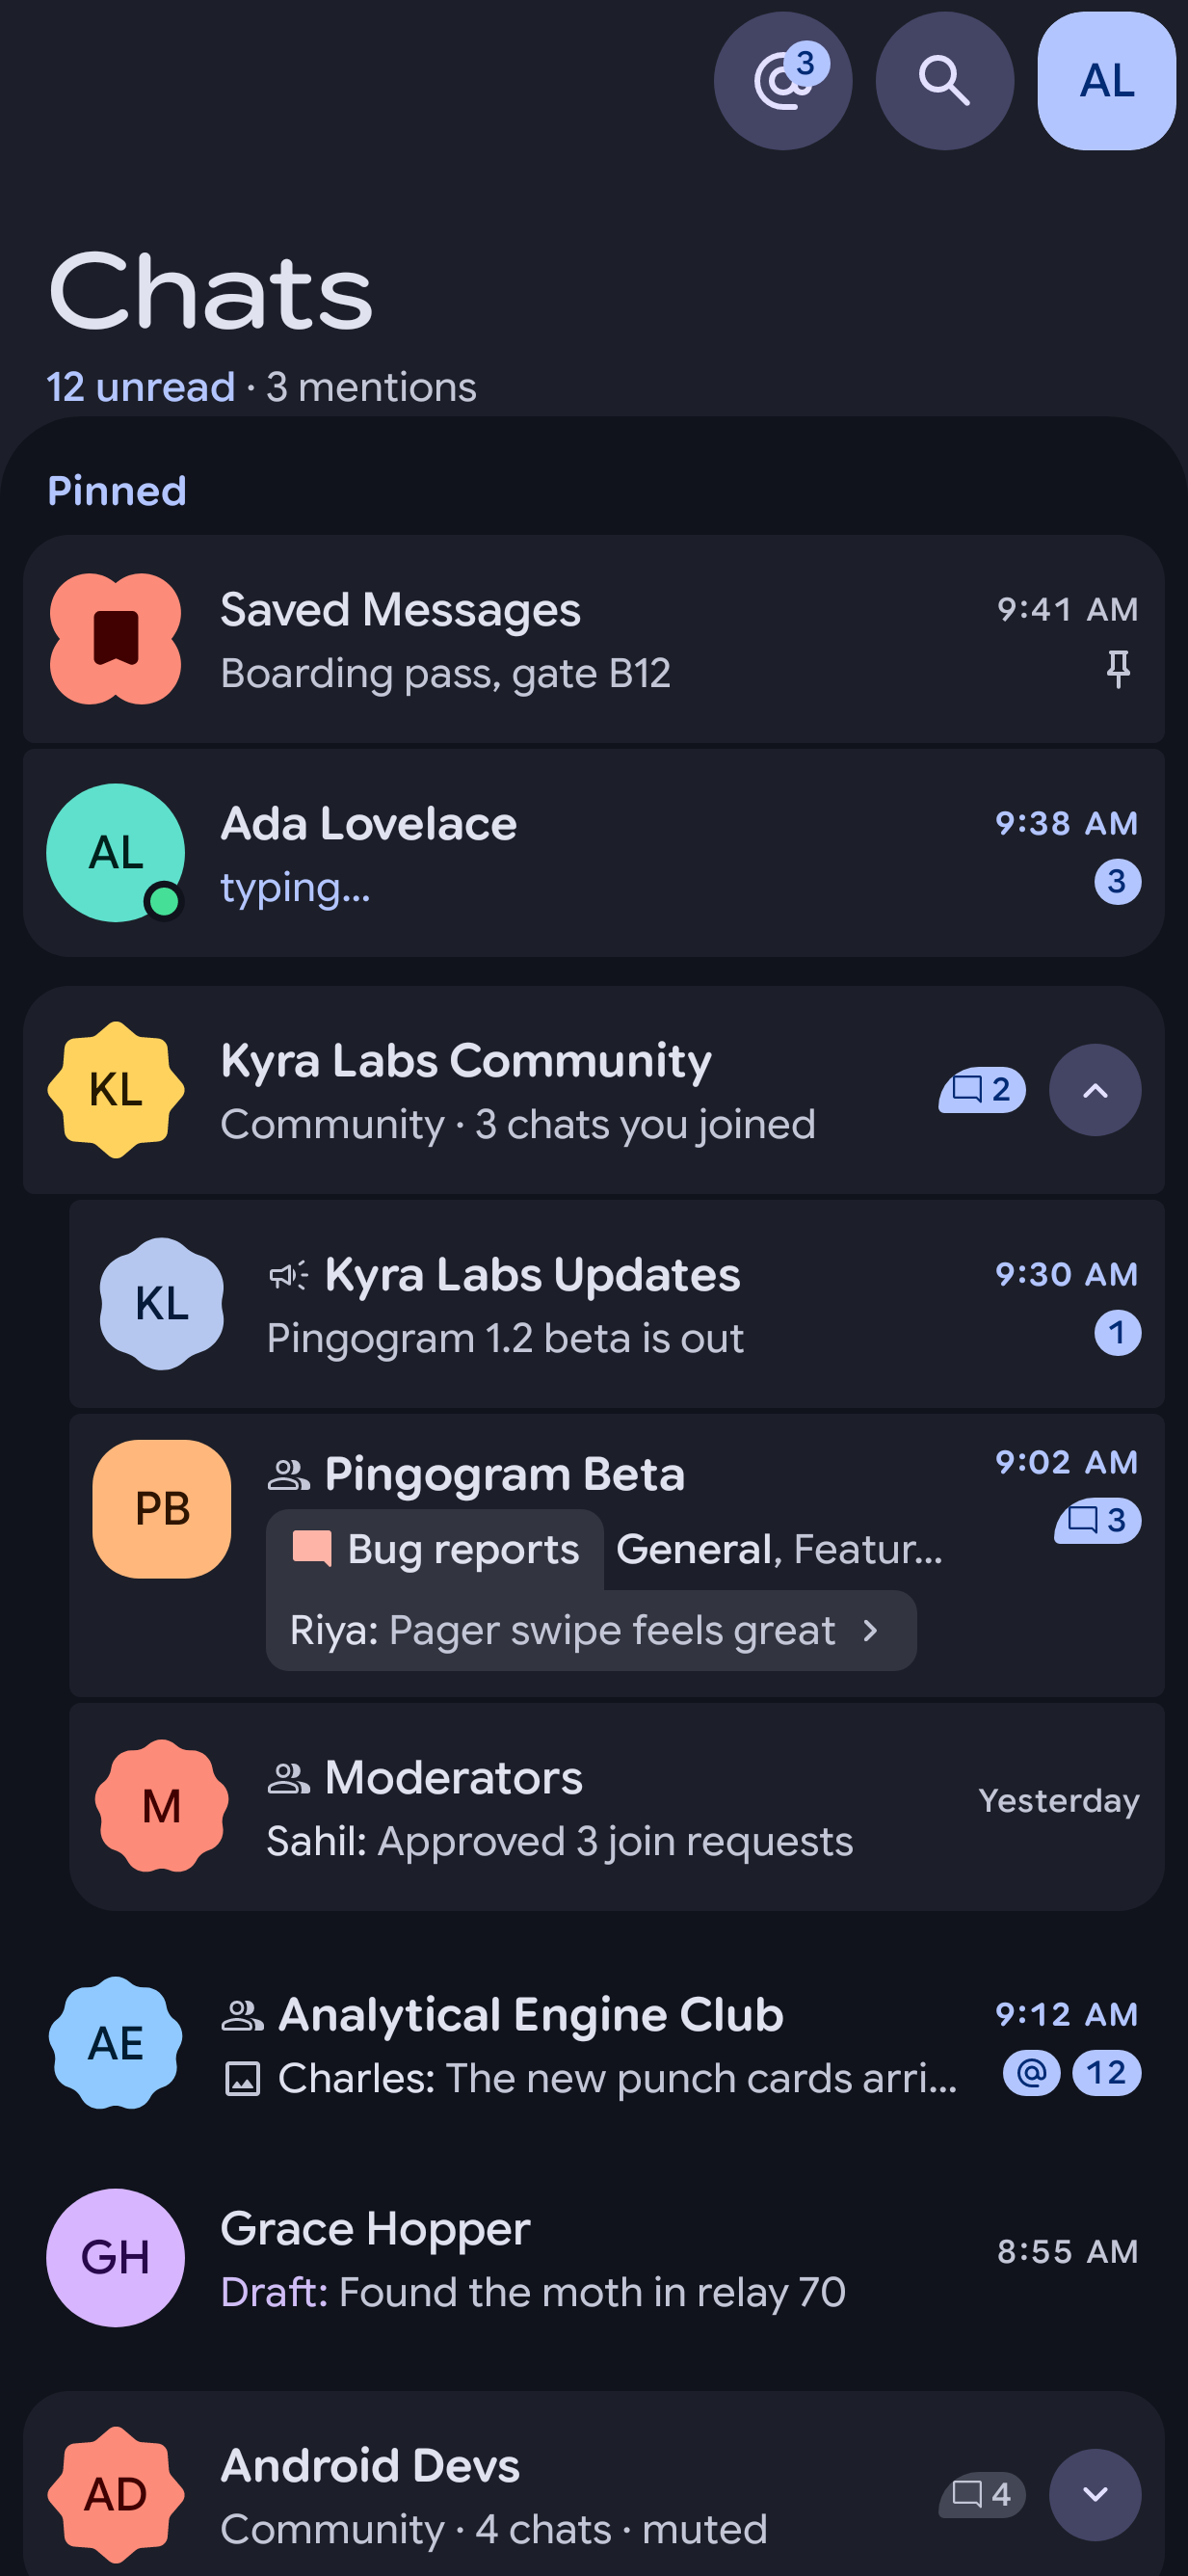 3
AL
Chats
12 unread · 3 mentions
Pinned
Saved Messages
9:41 AM
Boarding pass, gate B12
AL
Ada Lovelace
9:38 AM
typing...
3
KL
Kyra Labs Community
Community · 3 chats you joined
2
KL
Kyra Labs Updates
9:30 AM
Pingogram 1.2 beta is out
1
PB
Pingogram Beta
9:02 AM
Bug reports
General, Featur...
3
Riya: Pager swipe feels great
M
Moderators
Yesterday
Sahil: Approved 3 join requests
AE
Analytical Engine Club
9:12 AM
Charles: The new punch cards arri...
@
12
GH
Grace Hopper
8:55 AM
Draft: Found the moth in relay 70
AD
Android Devs
Community · 4 chats · muted
4